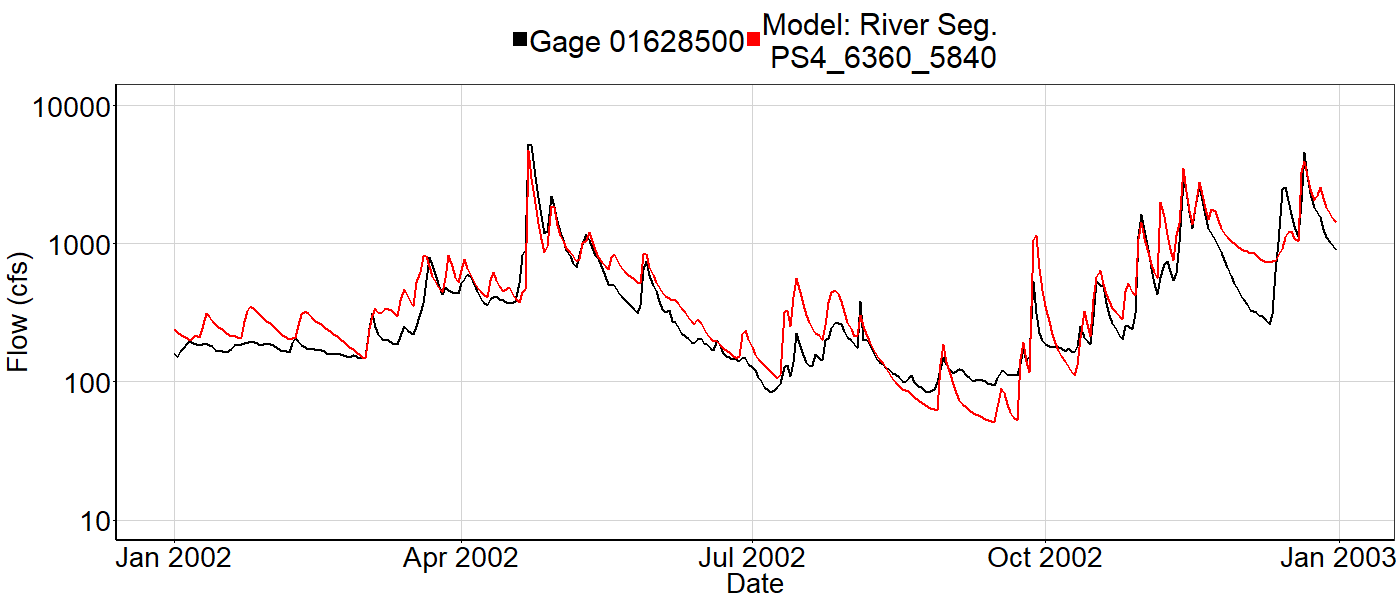 Gage 01628500
Model: River Seg.
PS4_6360_5840
Flow (cfs)
10000
1000
100
10
Jan 2002
Apr 2002
Jul 2002
Oct 2002
Jan 2003
Date